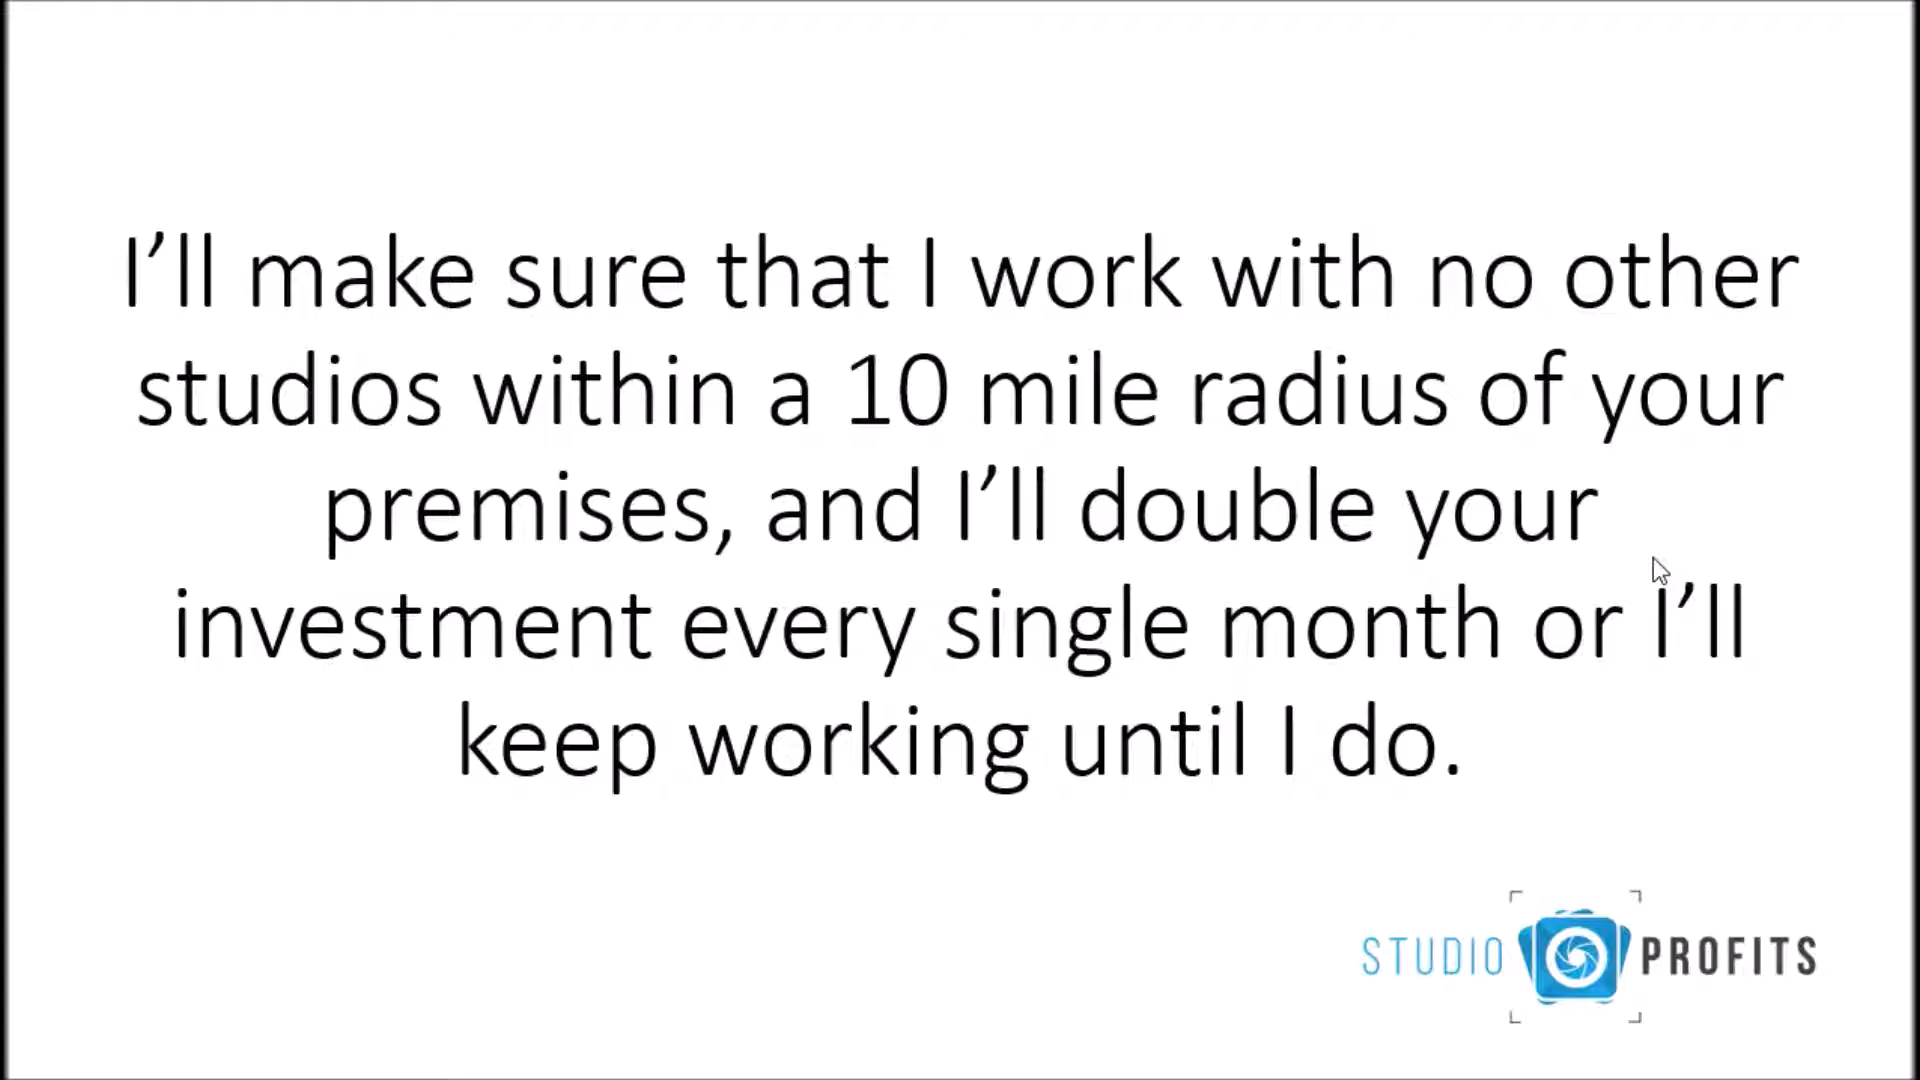 I’ll make sure that I work with no other
studios within a 10 mile radius of your
premises, and I’ll double your
investment every single month or I’ll
keep working until I do.
STUDIO PROFITS